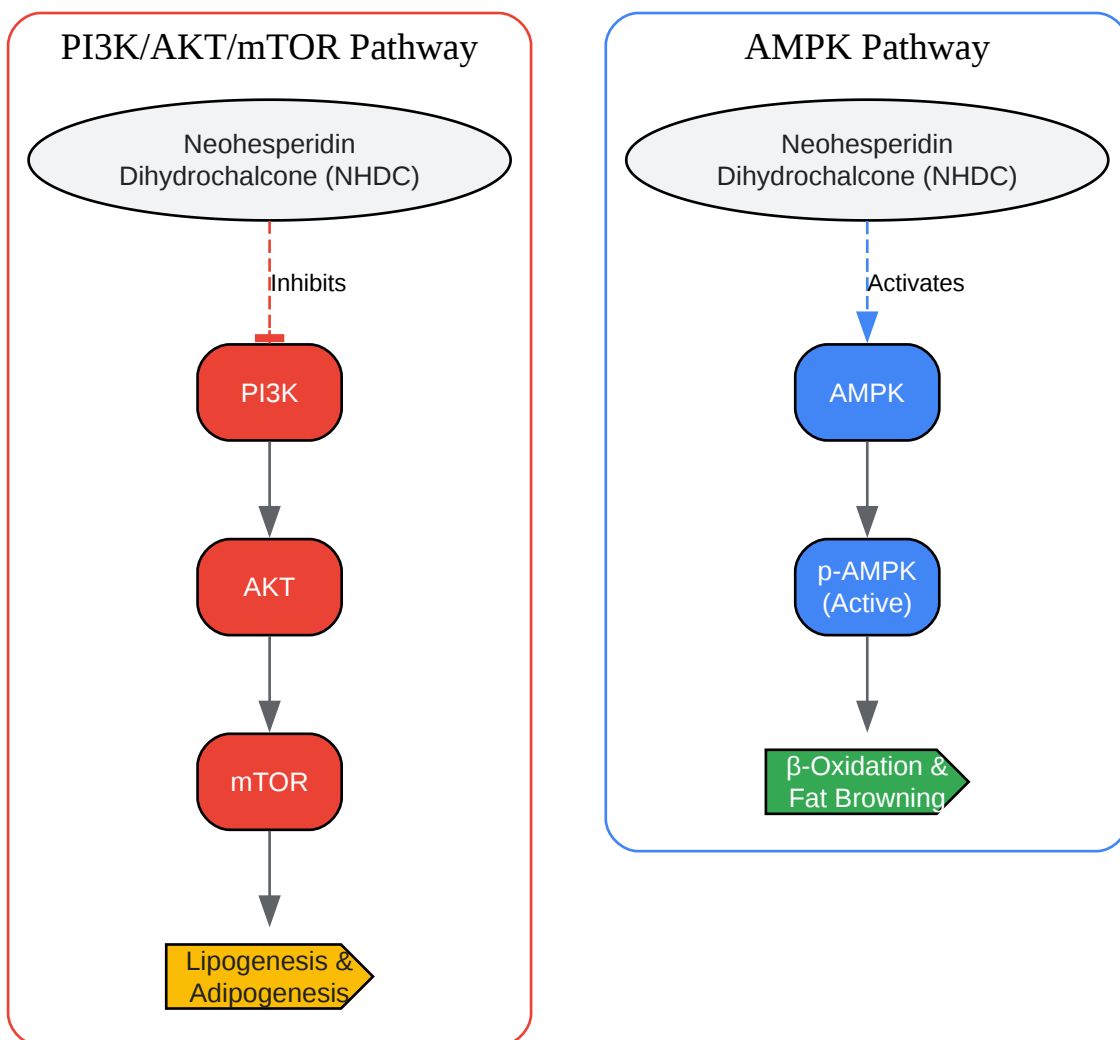 PI3K/AKT/mTOR Pathway
Neohesperidin
Dihydrochalcone (NHDC)
Inhibits
PI3K
AKT
mTOR
Lipogenesis &
Adipogenesis
AMPK Pathway
Neohesperidin
Dihydrochalcone (NHDC)
Activates
AMPK
p-AMPK
(Active)
β-Oxidation &
Fat Browning